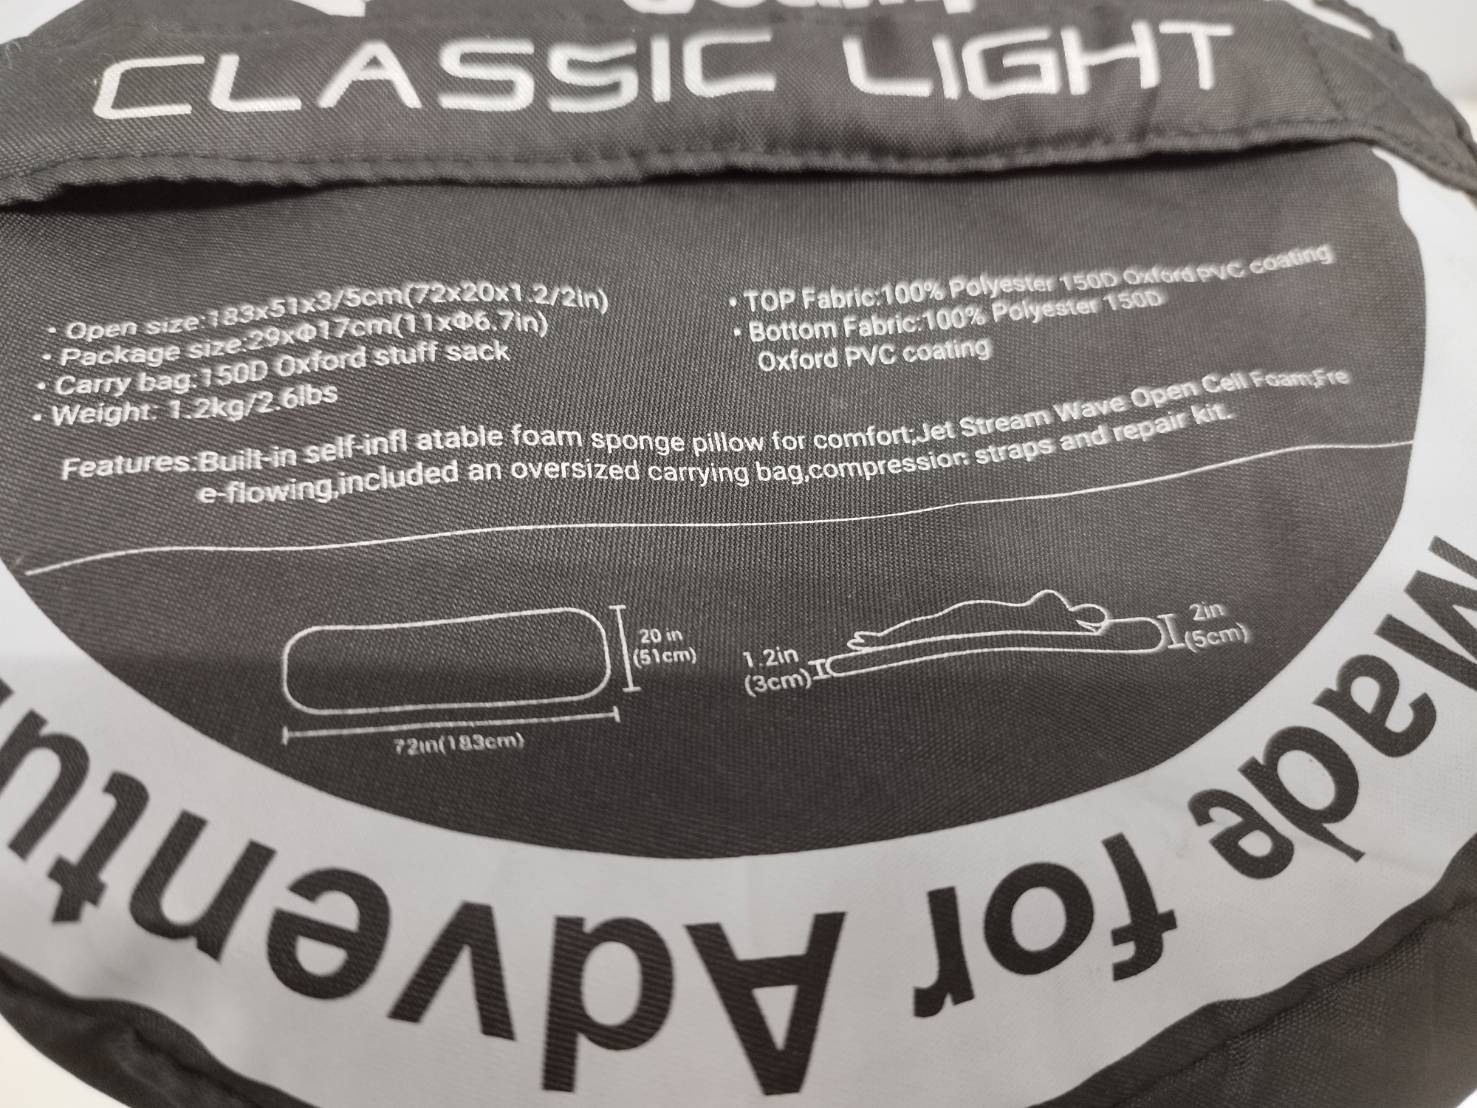 CLASSIC LIGHT
• Open size:183x51x3/5cm(72x20x1.2/2in)
• Package size:29xΦ17cm(11xΦ6.7in)
• Carry bag:150D Oxford stuff sack
• Weight: 1.2kg/2.6lbs
• TOP Fabric:100% Polyester 150D Oxford PVC coating
• Bottom Fabric:100% Polyester 150D
Oxford PVC coating
Features:Built-in self-infl atable foam sponge pillow for comfort;Jet Stream Wave Open Cell Foam;Fre
e-flowing,included an oversized carrying bag,compression straps and repair kit.
20 in
(51cm)
72in(183cm)
1.2in
(3cm)
2in
(5cm)
Made for Adventu